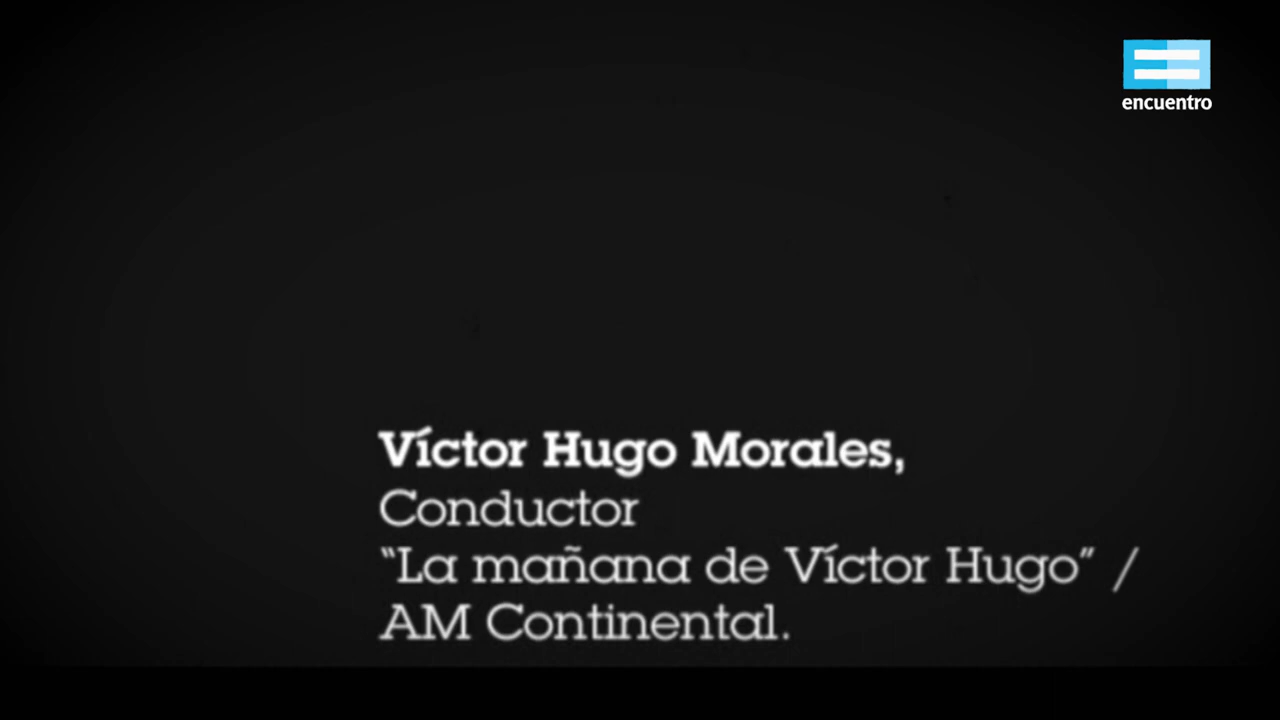 encuentro
Víctor Hugo Morales,
Conductor
“La mañana de Víctor Hugo” /
AM Continental.